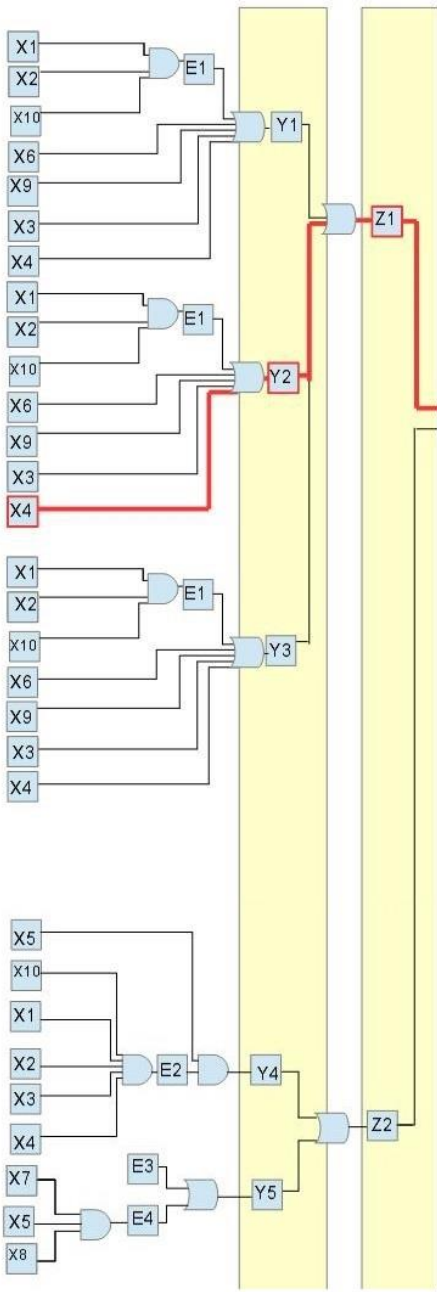 X1
X2 E1
X10 Y1
X6
X9 Z1
X3
X4
X1
X2 E1
X10
X6 Y2
X9
X3
X4
X1
X2 E1
X10
X6 Y3
X9
X3
X4
X5
X10
X1
X2 E2 Y4
X3
X4 Z2
X7 E3
X5 E4 Y5
X8